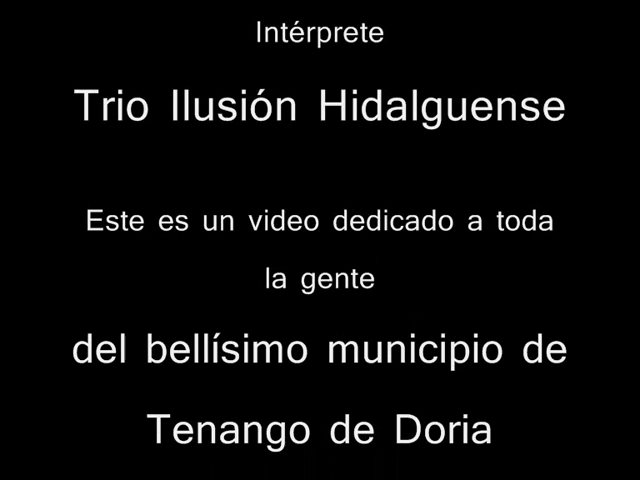 Intérprete
Trio Ilusión Hidalguense
Este es un video dedicado a toda
la gente
del bellísimo municipio de
Tenango de Doria